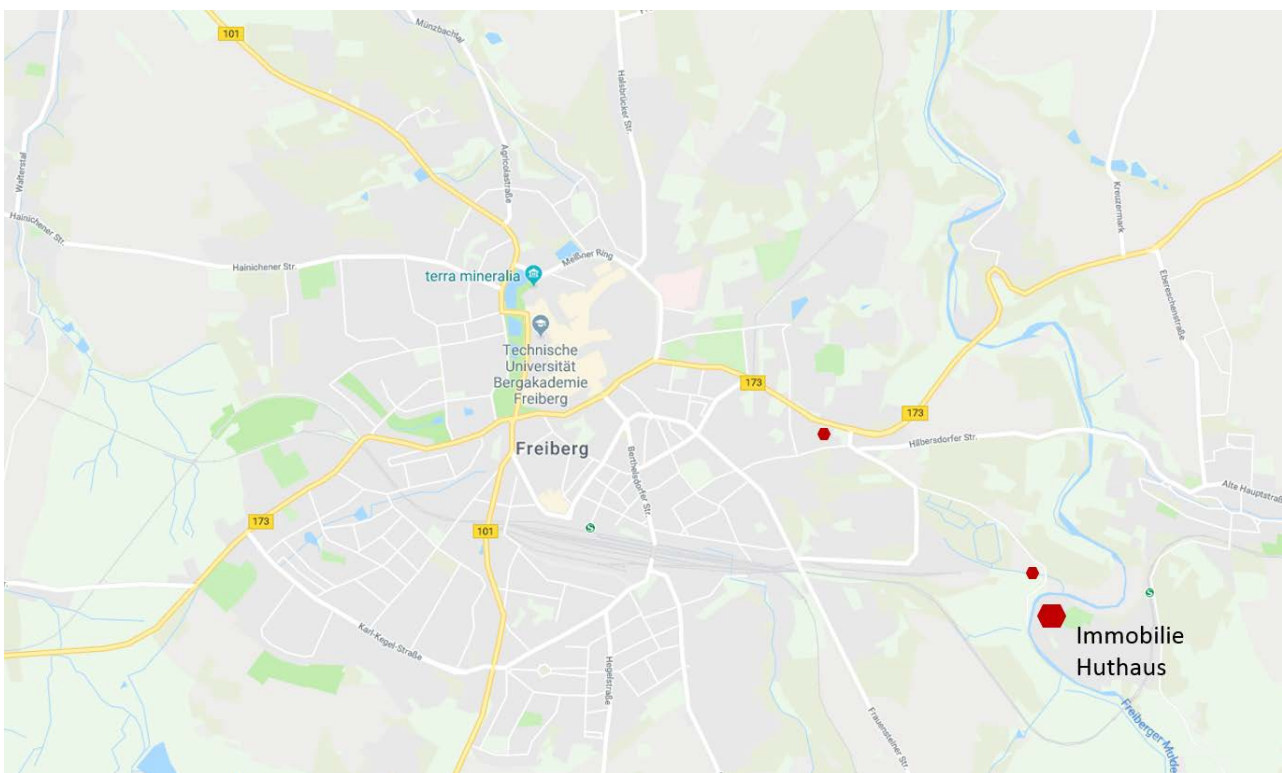 101
Münzbachtal
Halsbrücker Str.
Walterstal
Agricolastraße
Kreuzermark
Hainichener Str.
Hainichener Str.
Meißner Ring
terra mineralia
Ebereschenstraße
Technische
Universität
Bergakademie
Freiberg
173
173
Freiberg
Berthelsdorfer Str.
Hilbersdorfer Str.
Alte Hauptstraß
173
101
S
S
Immobilie
Huthaus
Karl-Kegel-Straße
Hegelstraße
Frauensteiner Str.
Freiberger Mulde